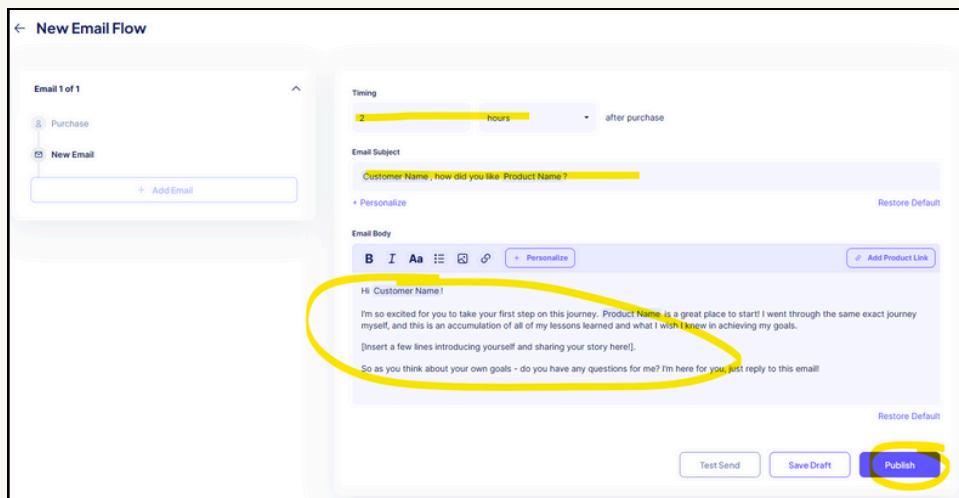 ← New Email Flow
Email 1 of 1
Purchase
New Email
+ Add Email
Timing
2 hours after purchase
Email Subject
Customer Name , how did you like Product Name ?
+ Personalize Restore Default
Email Body
B I Aa + Personalize Add Product Link
Hi Customer Name !
I'm so excited for you to take your first step on this journey. Product Name is a great place to start! I went through the same exact journey
myself, and this is an accumulation of all of my lessons learned and what I wish I knew in achieving my goals.
[Insert a few lines introducing yourself and sharing your story here!].
So as you think about your own goals - do you have any questions for me? I'm here for you, just reply to this email!
Restore Default
Test Send Save Draft Publish